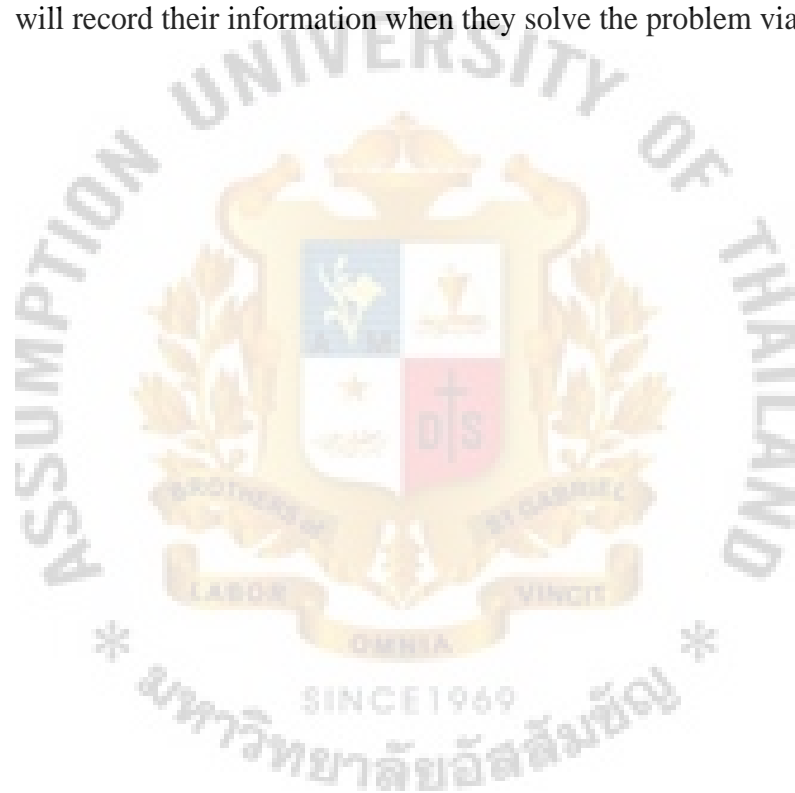 will record their information when they solve the problem via
ASSUMPTION UNIVERSITY OF THAILAND
A M
D S
BROTHERS of
ST GABRIEL
LABOR
VINCIT
OMNIA
SINCE1969
* มหาวิทยาลัยอัสสัมชัญ *